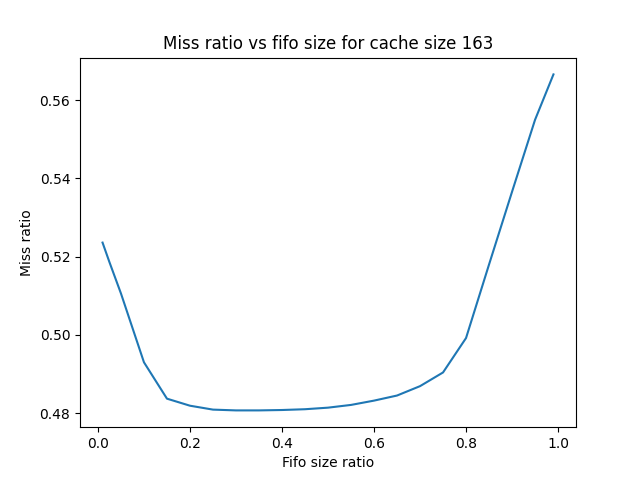 Miss ratio vs fifo size for cache size 163
0.56
0.54
0.52
0.50
0.48
Miss ratio
0.0 0.2 0.4 0.6 0.8 1.0
Fifo size ratio